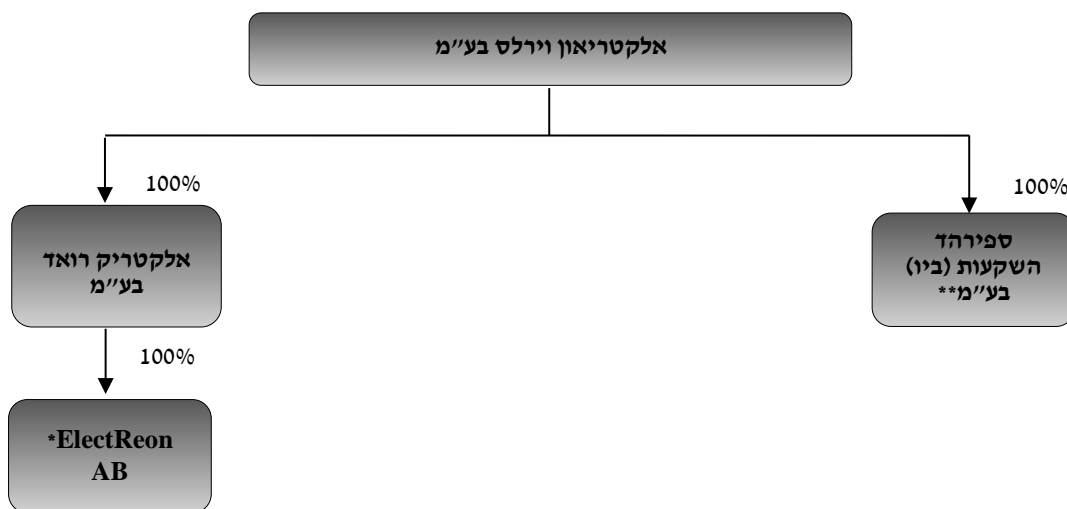 אלקטריאון וירלס בע״מ
100%
100%
ספירהד
השקעות (ביו)
בע״מ**
אלקטריק רואד
בע״מ
100%
*ElectReon
AB